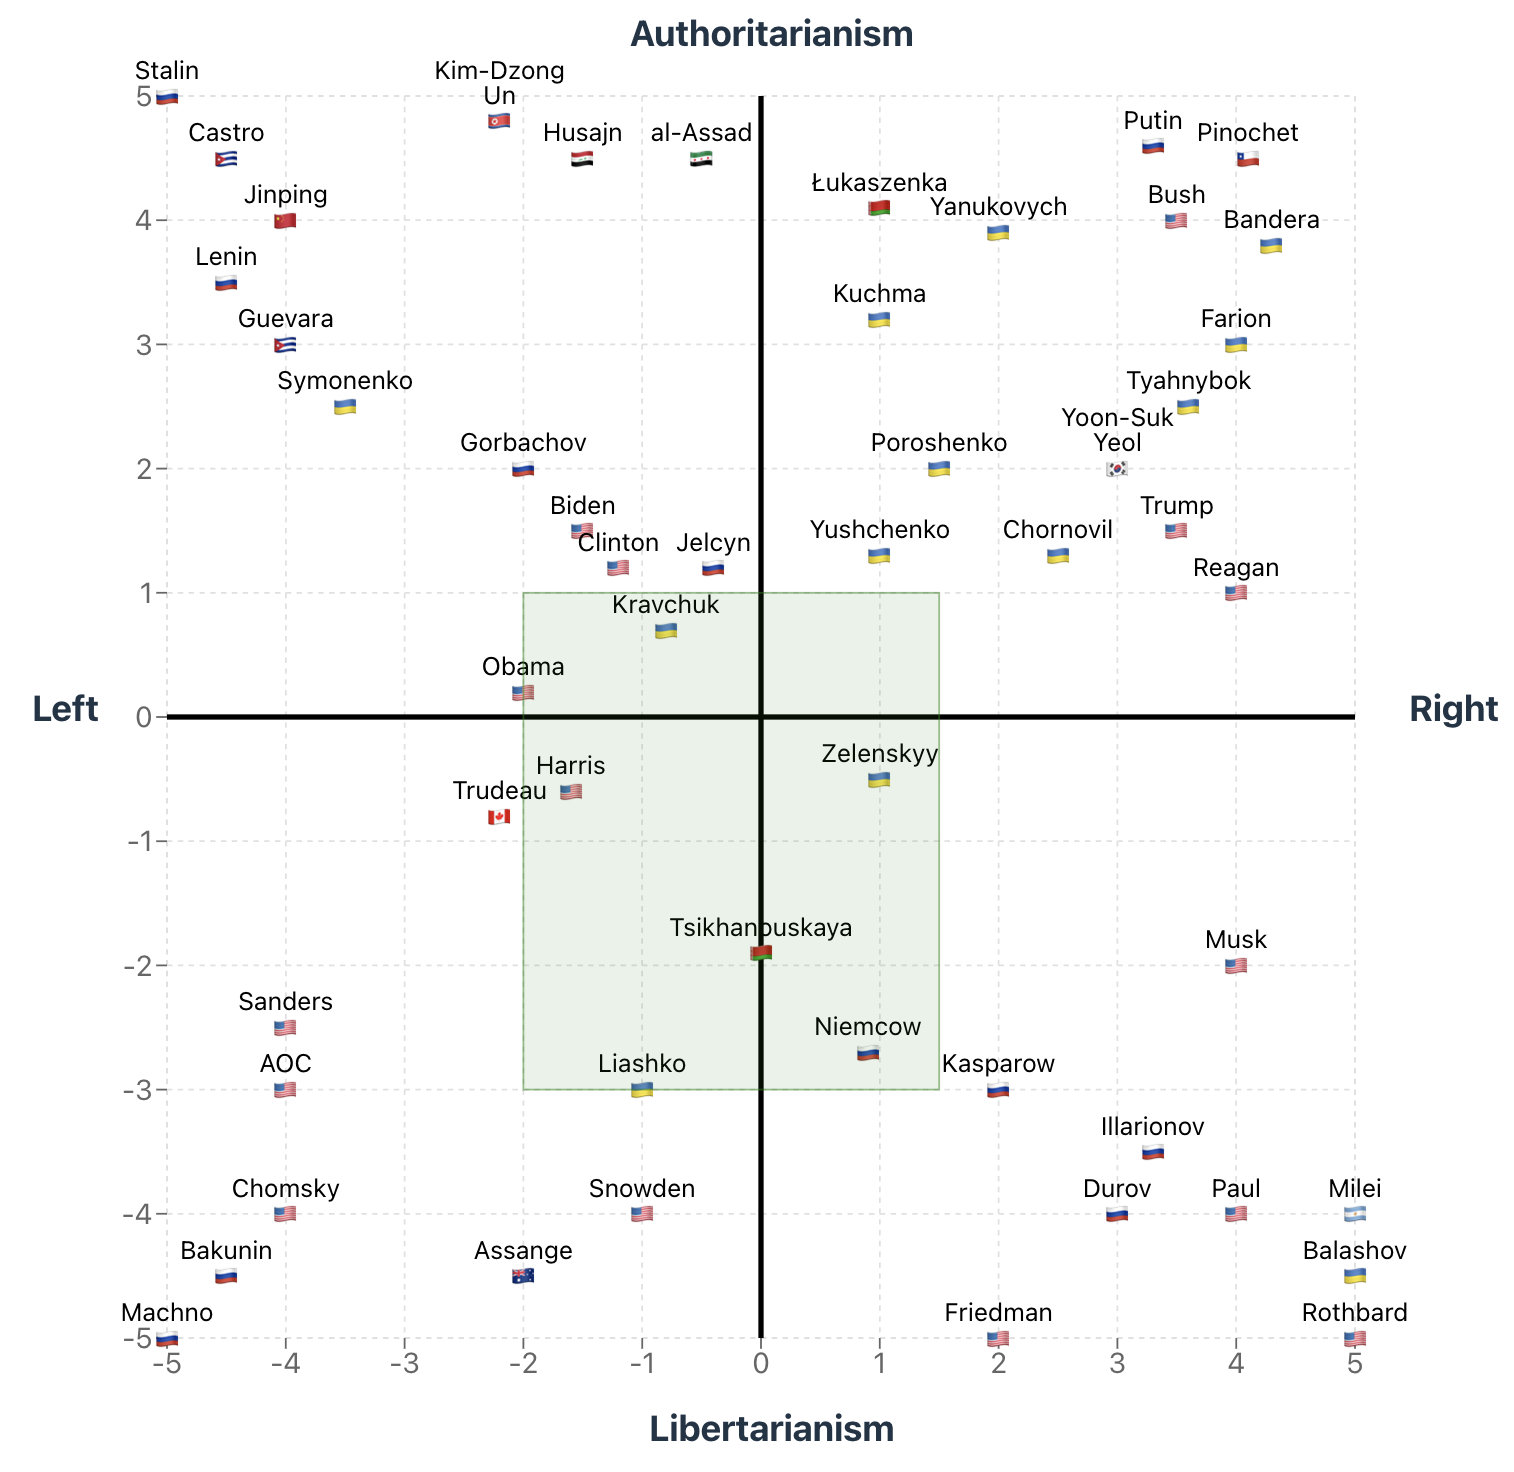 Authoritarianism
Stalin
Kim-Dzong
Un
5
Putin
Castro
Husajn
al-Assad
Pinochet
Łukaszenka
Jinping
Bush
Yanukovych
4
Bandera
Lenin
Kuchma
Guevara
Farion
3
Symonenko
Tyahnybok
Yoon-Suk
Yeol
Gorbachov
Poroshenko
2
Biden
Trump
Yushchenko
Chornovil
Clinton
Jelcyn
Reagan
1
Kravchuk
Obama
Left
0
Right
Zelenskyy
Harris
Trudeau
-1
Tsikhanouskaya
Musk
-2
Sanders
Niemcow
AOC
Liashko
Kasparow
-3
Illarionov
Chomsky
Snowden
Durov
Paul
Milei
-4
Bakunin
Assange
Balashov
Machno
Friedman
Rothbard
-5
-5
-4
-3
-2
-1
0
1
2
3
4
5
Libertarianism